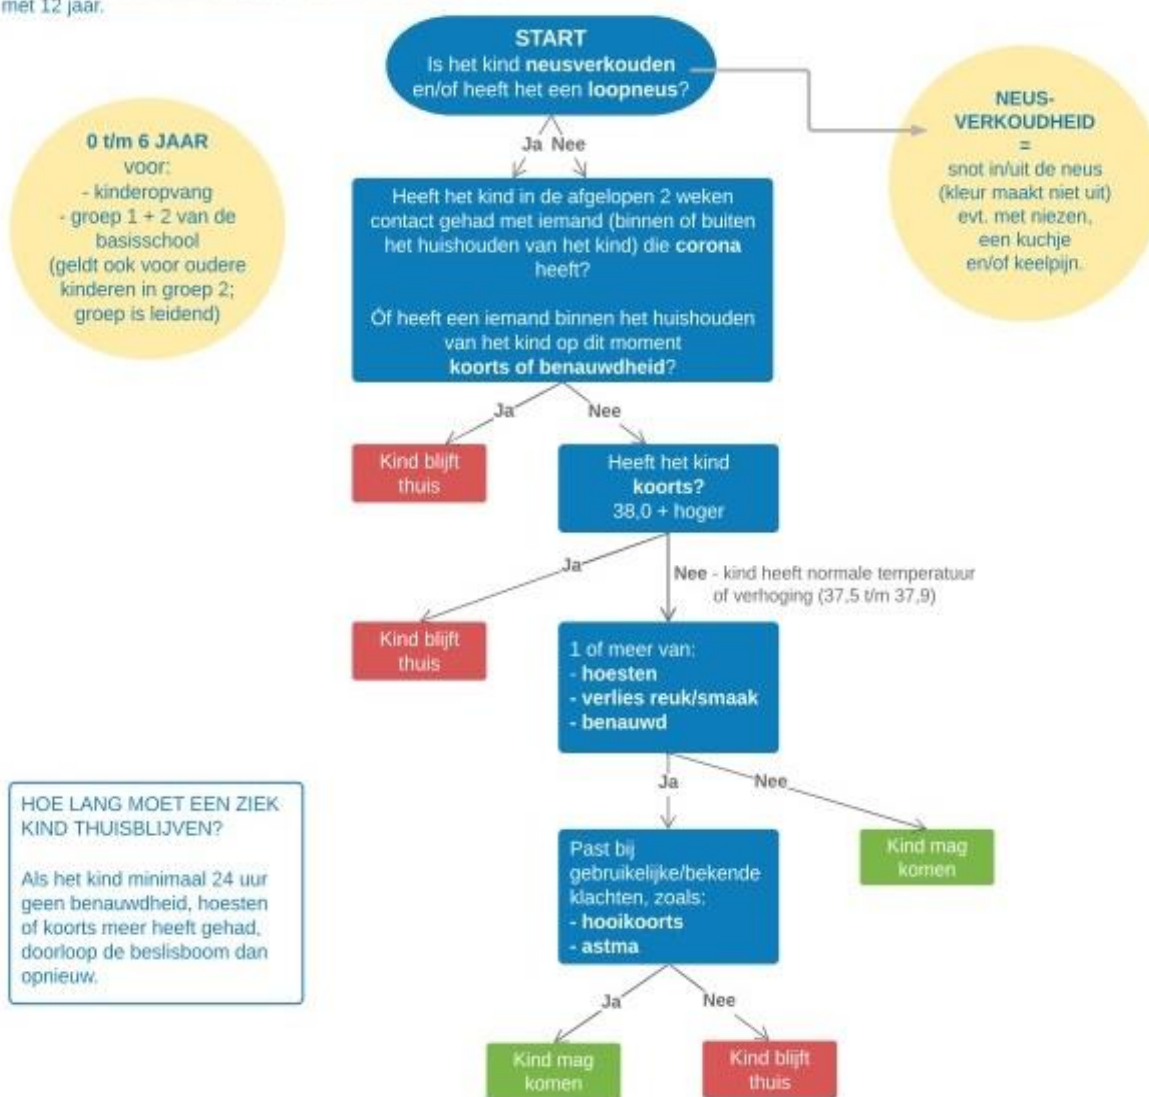 met 12 jaar.
START
Is het kind neusverkouden
en/of heeft het een loopneus?
NEUS-
VERKOUDHEID
=
snot in/uit de neus
(kleur maakt niet uit)
evt. met niezen,
een kuchje
en/of keelpijn.
0 t/m 6 JAAR
voor:
- kinderopvang
- groep 1 + 2 van de
basisschool
(geldt ook voor oudere
kinderen in groep 2;
groep is leidend)
Ja Nee
Heeft het kind in de afgelopen 2 weken
contact gehad met iemand (binnen of buiten
het huishouden van het kind) die corona
heeft?
Óf heeft een iemand binnen het huishouden
van het kind op dit moment
koorts of benauwdheid?
Ja
Nee
Kind blijft
thuis
Heeft het kind
koorts?
38,0 + hoger
Ja
Nee - kind heeft normale temperatuur
of verhoging (37,5 t/m 37,9)
Kind blijft
thuis
1 of meer van:
- hoesten
- verlies reuk/smaak
- benauwd
Ja
Nee
HOE LANG MOET EEN ZIEK
KIND THUISBLIJVEN?
Als het kind minimaal 24 uur
geen benauwdheid, hoesten
of koorts meer heeft gehad,
doorloop de beslisboom dan
opnieuw.
Past bij
gebruikelijke/bekende
klachten, zoals:
- hooikoorts
- astma
Kind mag
komen
Ja
Nee
Kind mag
komen
Kind blijft
thuis